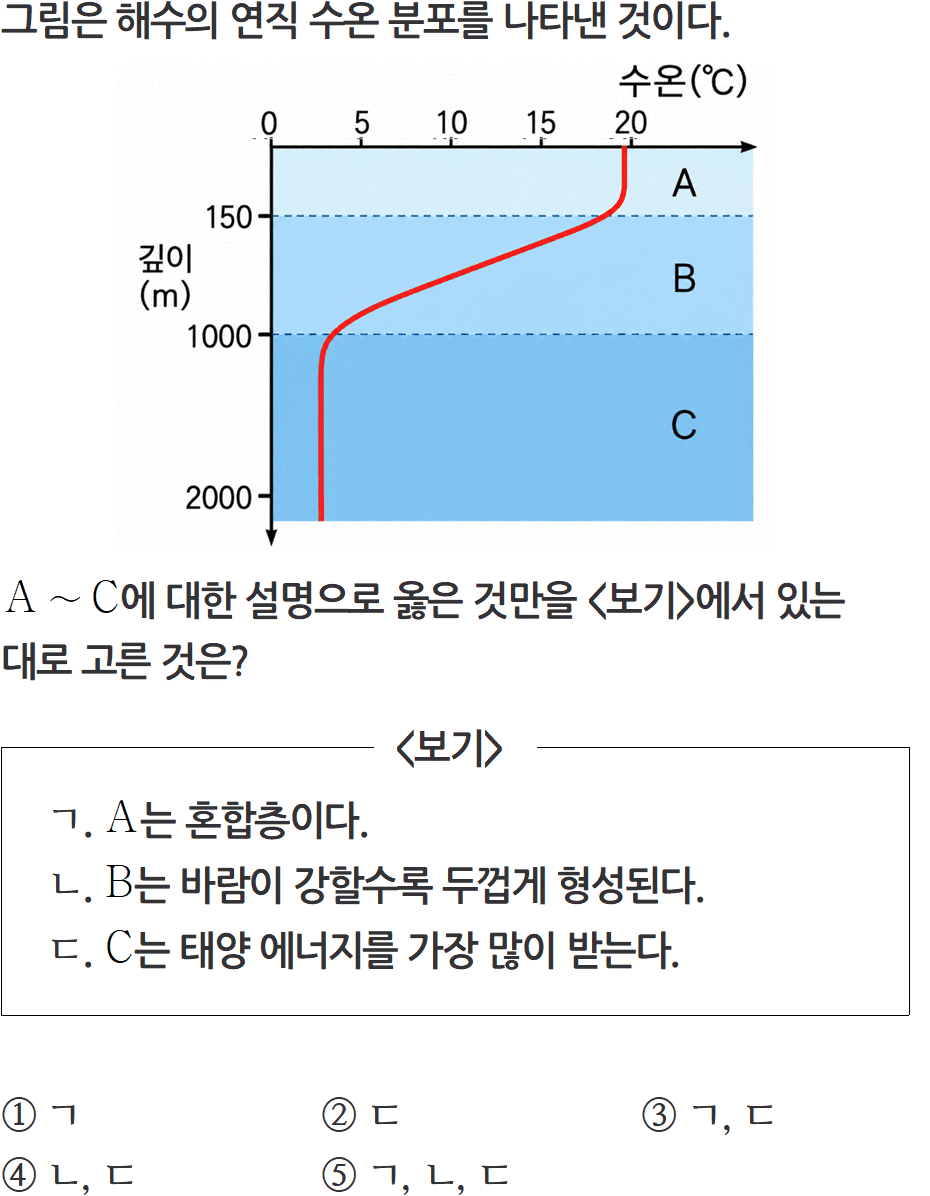 그림은 해수의 연직 수온 분포를 나타낸 것이다.
수온(℃)
0 5 10 15 20
A
150
깊이
(m)
B
1000
C
2000
A ~ C에 대한 설명으로 옳은 것만을 <보기>에서 있는
대로 고른 것은?
<보기>
ㄱ. A는 혼합층이다.
ㄴ. B는 바람이 강할수록 두껍게 형성된다.
ㄷ. C는 태양 에너지를 가장 많이 받는다.
① ㄱ ② ㄷ ③ ㄱ, ㄷ
④ ㄴ, ㄷ ⑤ ㄱ, ㄴ, ㄷ